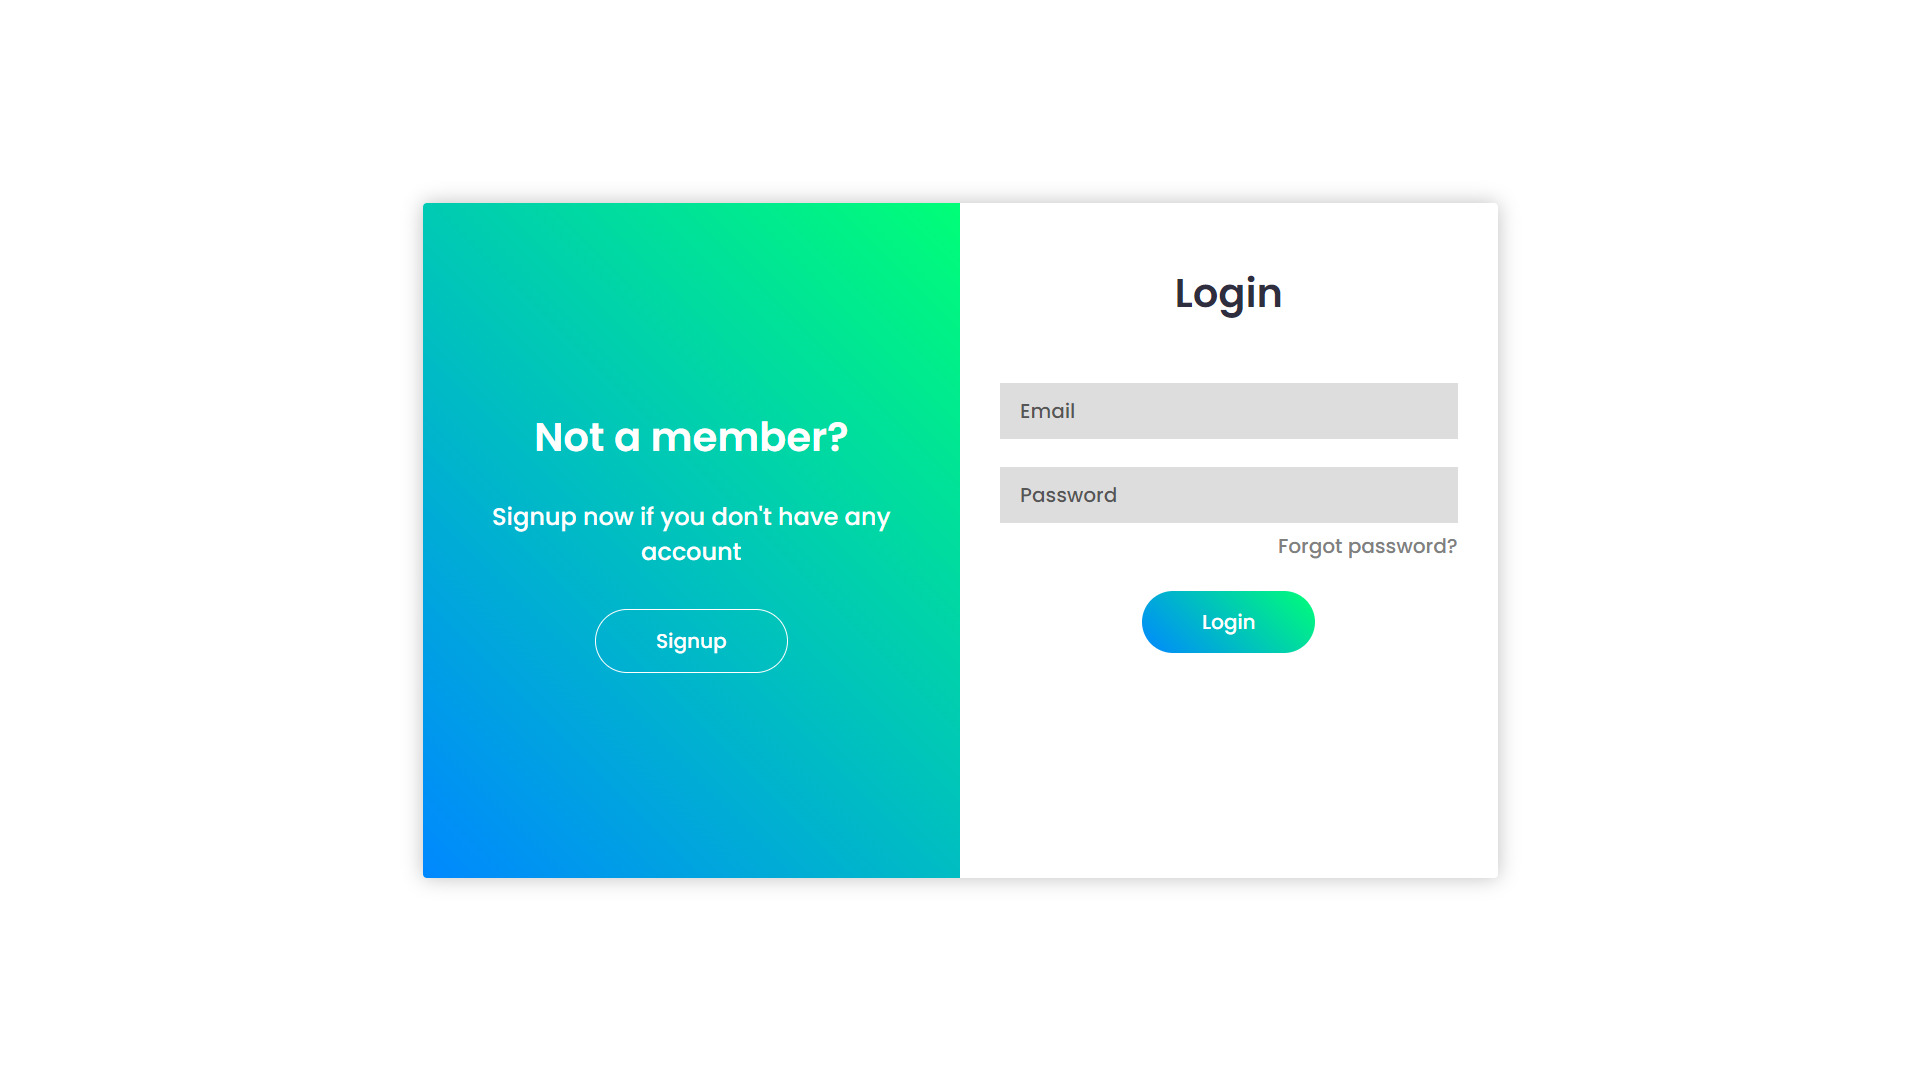 Not a member?
Signup now if you don't have any
account
Signup
Login
Email
Password
Forgot password?
Login